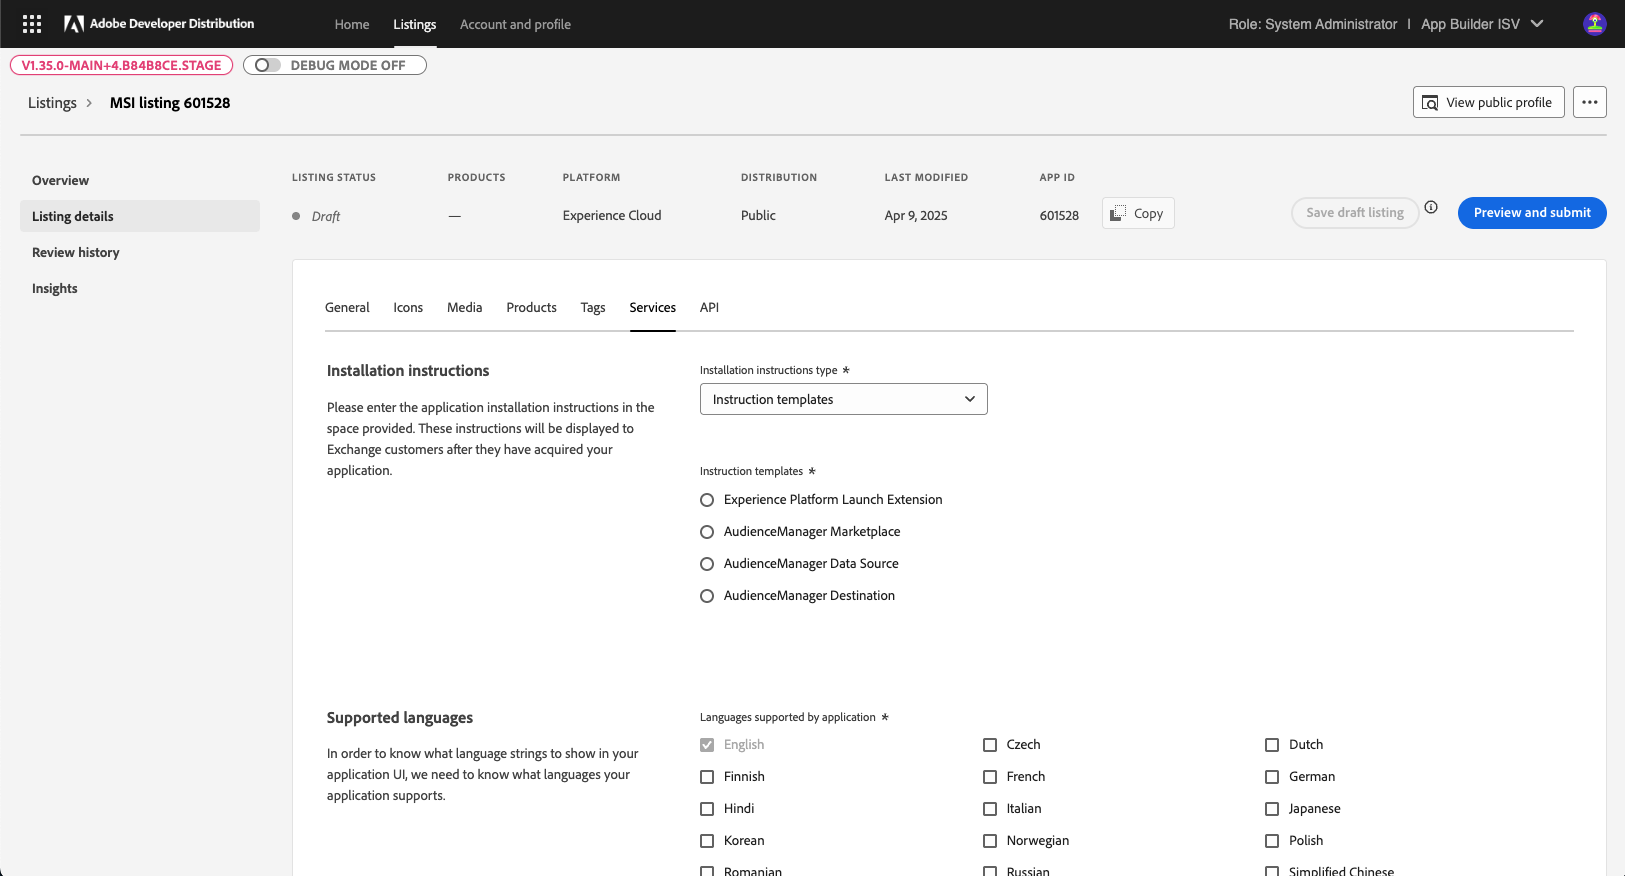 Adobe Developer Distribution
Home
Listings
Account and profile
Role: System Administrator | App Builder ISV
V1.35.0-MAIN+4.B84B8CE.STAGE
DEBUG MODE OFF
Listings > MSI listing 601528
View public profile
Overview
Listing details
Review history
Insights
LISTING STATUS
Draft
PRODUCTS
—
PLATFORM
Experience Cloud
DISTRIBUTION
Public
LAST MODIFIED
Apr 9, 2025
APP ID
601528
Copy
Save draft listing
Preview and submit
General
Icons
Media
Products
Tags
Services
API
Installation instructions
Please enter the application installation instructions in the
space provided. These instructions will be displayed to
Exchange customers after they have acquired your
application.
Installation instructions type *
Instruction templates
Instruction templates *
Experience Platform Launch Extension
AudienceManager Marketplace
AudienceManager Data Source
AudienceManager Destination
Supported languages
In order to know what language strings to show in your
application UI, we need to know what languages your
application supports.
Languages supported by application *
English
Czech
Dutch
Finnish
French
German
Hindi
Italian
Japanese
Korean
Norwegian
Polish
Romanian
Russian
Simplified Chinese